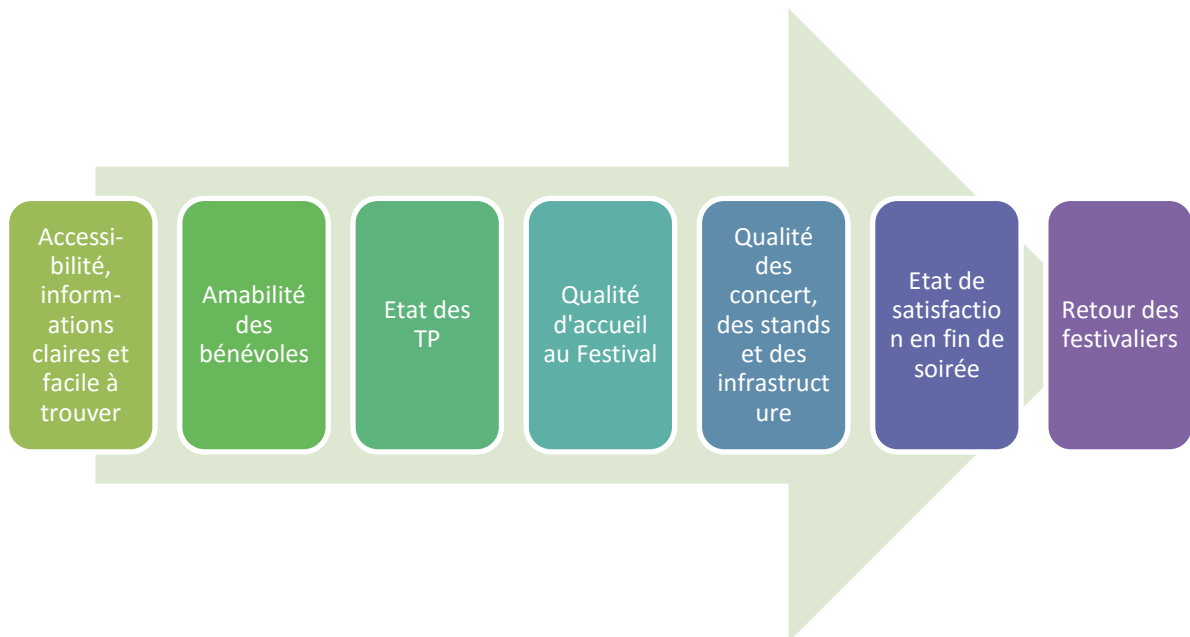 Accessi-
bilité,
inform-
ations
claires et
facile à
trouver
Amabilité
des
bénévoles
Etat des
TP
Qualité
d'accueil
au Festival
Qualité
des
concert,
des stands
et des
infrastruct
ure
Etat de
satisfactio
n en fin de
soirée
Retour des
festivaliers